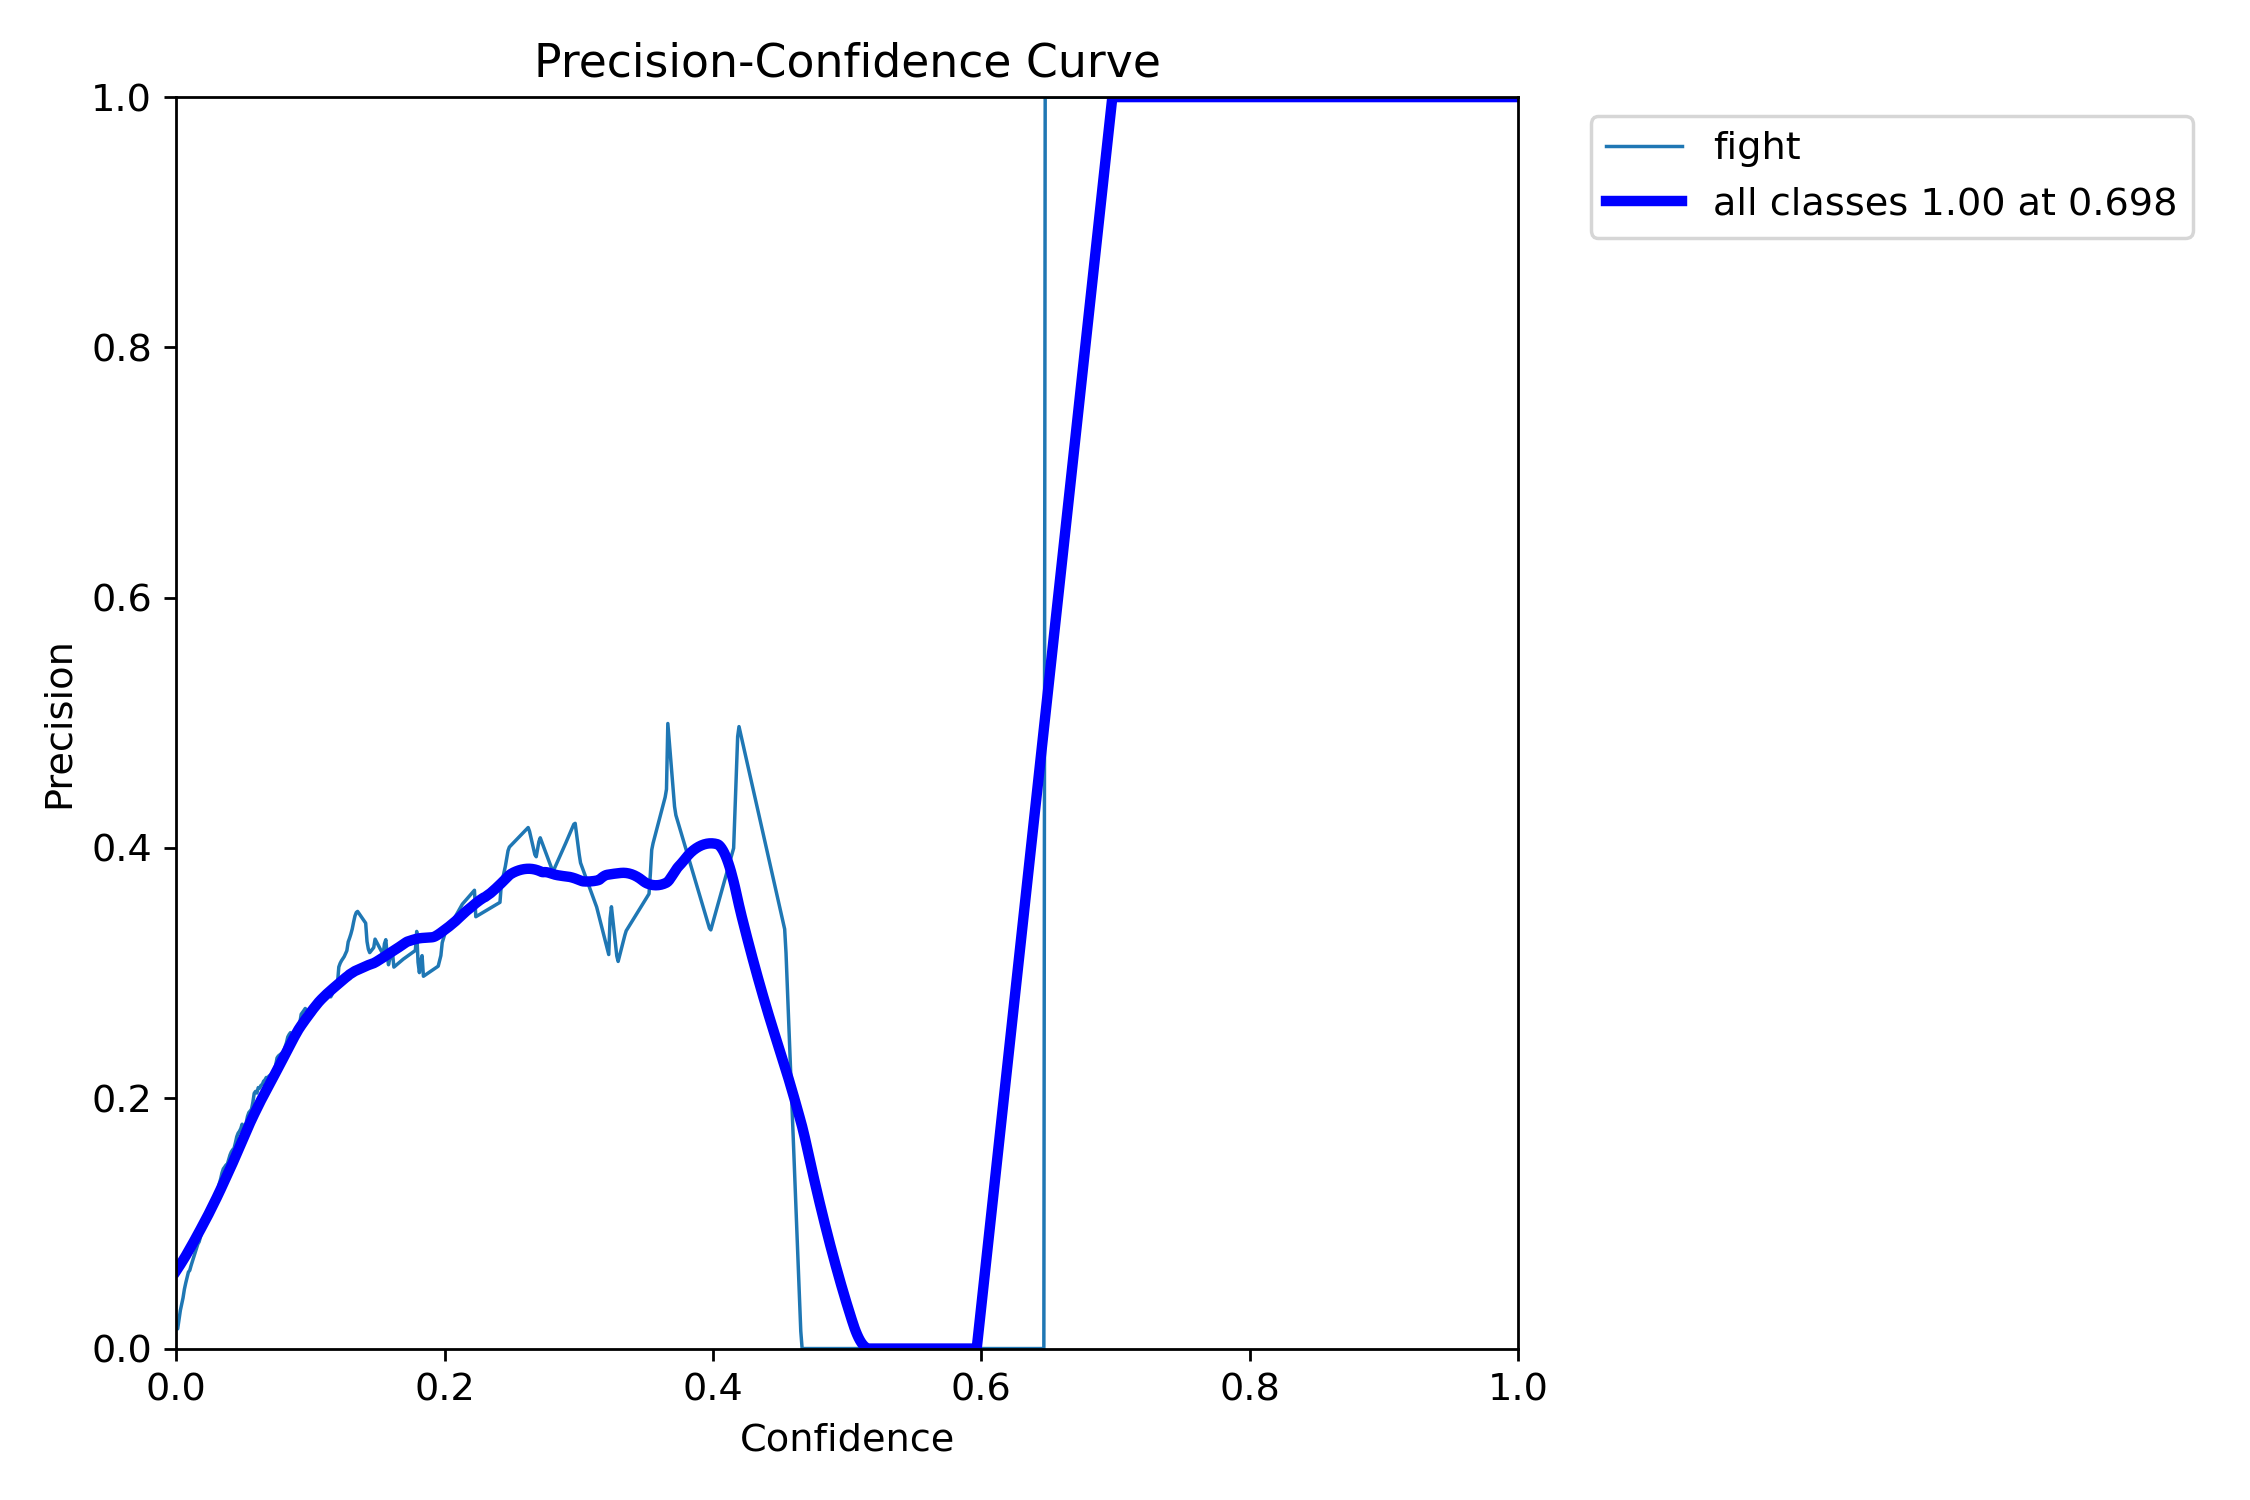 Precision-Confidence Curve
1.0
0.8
0.6
0.4
0.2
0.0
Precision
0.0 0.2 0.4 0.6 0.8 1.0
Confidence
fight
all classes 1.00 at 0.698